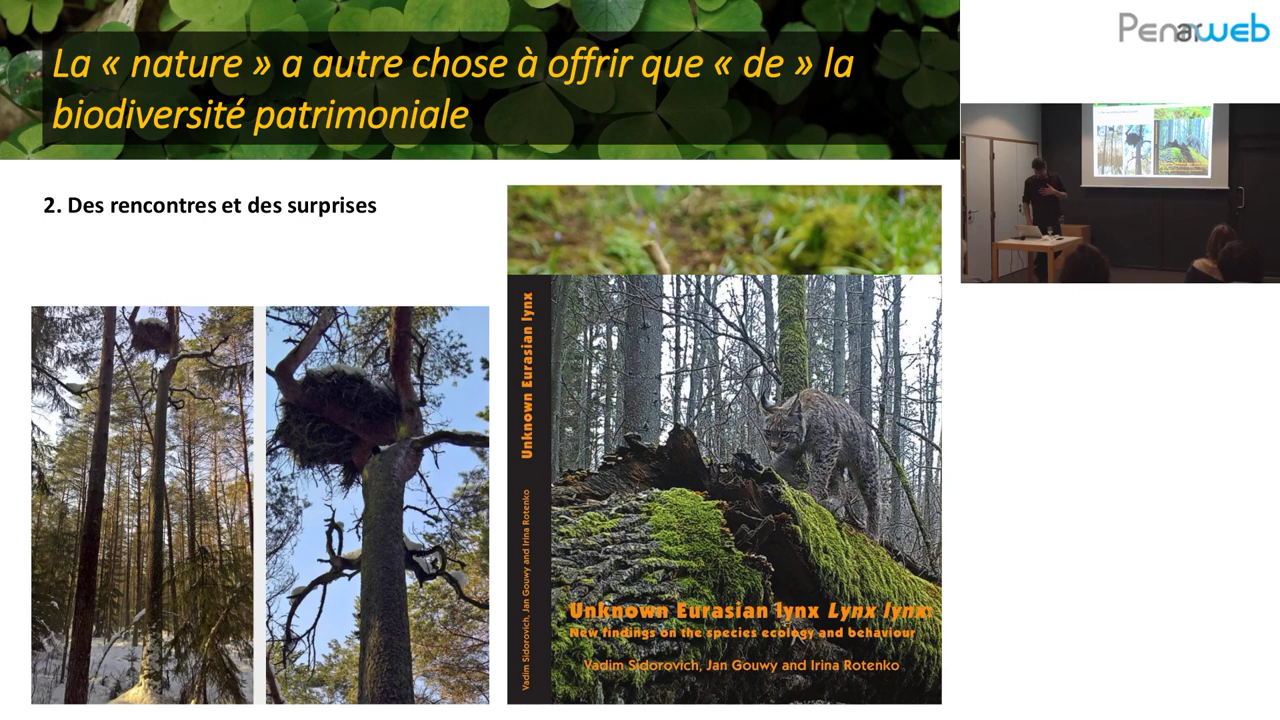 La « nature » a autre chose à offrir que « de » la
biodiversité patrimoniale
Penarweb
2. Des rencontres et des surprises
Unknown Eurasian lynx
Vadim Sidorovich, Jan Gouwy and Irina Rotenko
Unknown Eurasian lynx Lynx lynx:
New findings on the species ecology and behaviour
Vadim Sidorovich, Jan Gouwy and Irina Rotenko